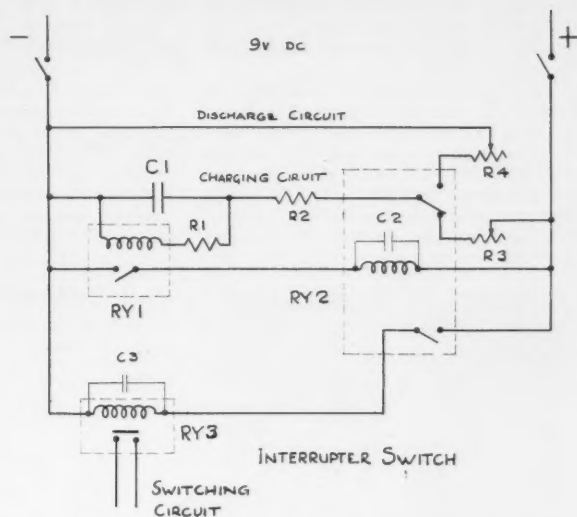 − +
9V DC
DISCHARGE CIRCUIT
C1
CHARGING CIRUIT
R4
R1
R2
C2
R3
RY1
RY2
C3
RY3
INTERRUPTER SWITCH
SWITCHING
CIRCUIT